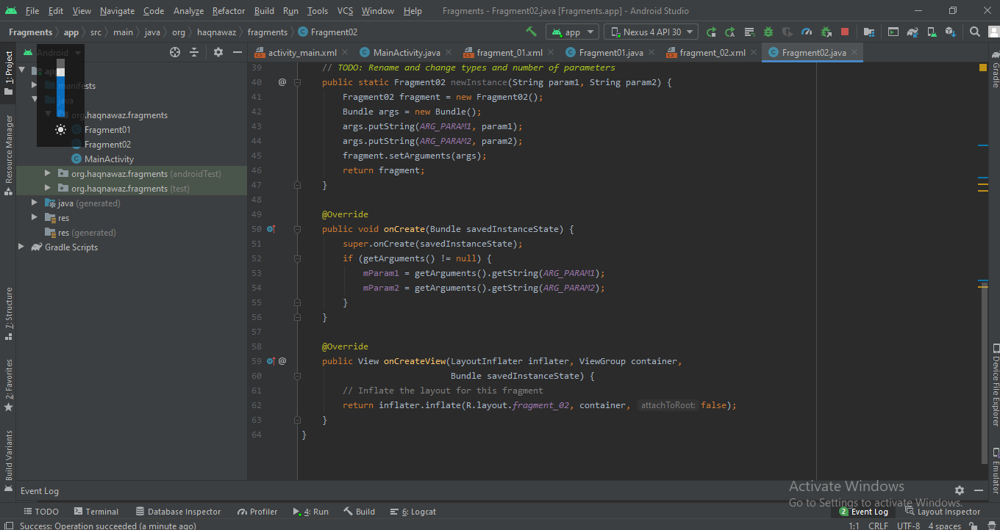 File Edit View Navigate Code Analyze Refactor Build Run Tools VCS Window Help Fragments - Fragment02.java [Fragments.app] - Android Studio
Fragments app src main java org haqnawaz fragments Fragment02 app Nexus 4 API 30
1: Project
Resource Manager
7: Structure
2: Favorites
Build Variants
Android
app
manifests
java
org.haqnawaz.fragments
Fragment01
Fragment02
MainActivity
org.haqnawaz.fragments (androidTest)
org.haqnawaz.fragments (test)
java (generated)
res
res (generated)
Gradle Scripts
activity_main.xml MainActivity.java fragment_01.xml Fragment01.java fragment_02.xml Fragment02.java
39 // TODO: Rename and change types and number of parameters
40 @ public static Fragment02 newInstance(String param1, String param2) {
41 Fragment02 fragment = new Fragment02();
42 Bundle args = new Bundle();
43 args.putString(ARG_PARAM1, param1);
44 args.putString(ARG_PARAM2, param2);
45 fragment.setArguments(args);
46 return fragment;
47 }
48
49 @Override
50 public void onCreate(Bundle savedInstanceState) {
51 super.onCreate(savedInstanceState);
52 if (getArguments() != null) {
53 mParam1 = getArguments().getString(ARG_PARAM1);
54 mParam2 = getArguments().getString(ARG_PARAM2);
55 }
56 }
57
58 @Override
59 @ public View onCreateView(LayoutInflater inflater, ViewGroup container,
60 Bundle savedInstanceState) {
61 // Inflate the layout for this fragment
62 return inflater.inflate(R.layout.fragment_02, container, attachToRoot: false);
63 }
64 }
Gradle
Device File Explorer
Emulator
Event Log
Activate Windows
Go to Settings to activate Windows.
TODO Terminal Database Inspector Profiler 4: Run Build 6: Logcat 2 Event Log Layout Inspector
Success: Operation succeeded (a minute ago) 1:1 CRLF UTF-8 4 spaces